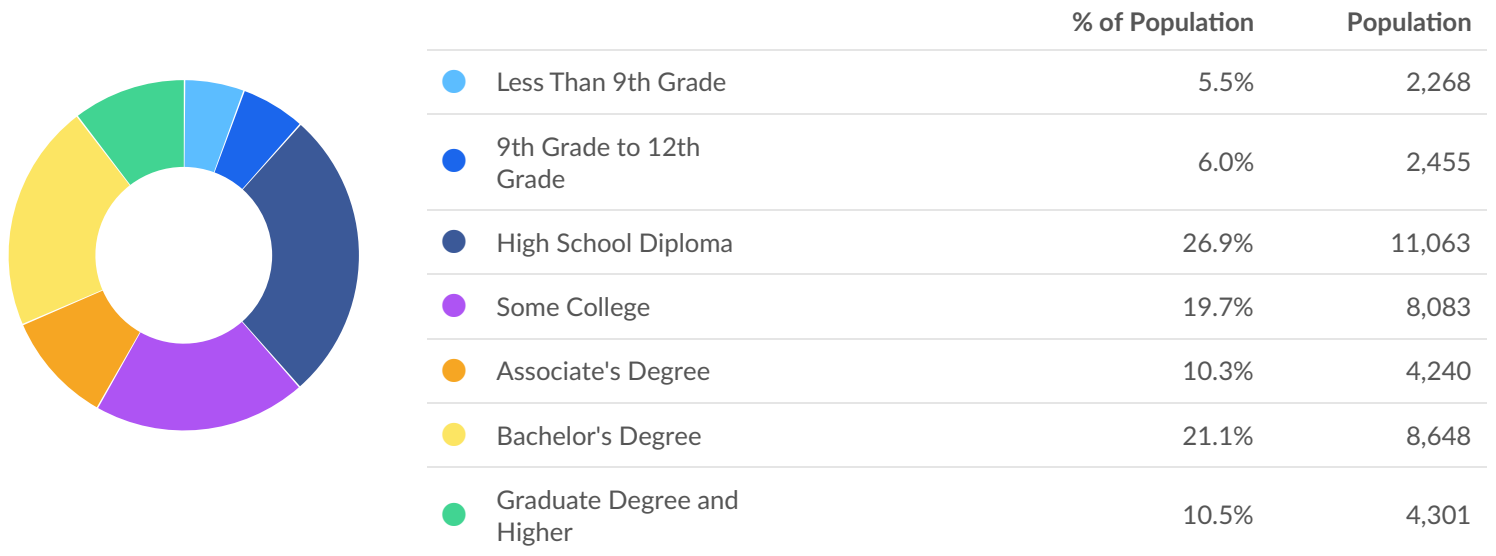 % of Population Population
Less Than 9th Grade 5.5% 2,268
9th Grade to 12th
Grade 6.0% 2,455
High School Diploma 26.9% 11,063
Some College 19.7% 8,083
Associate's Degree 10.3% 4,240
Bachelor's Degree 21.1% 8,648
Graduate Degree and
Higher 10.5% 4,301